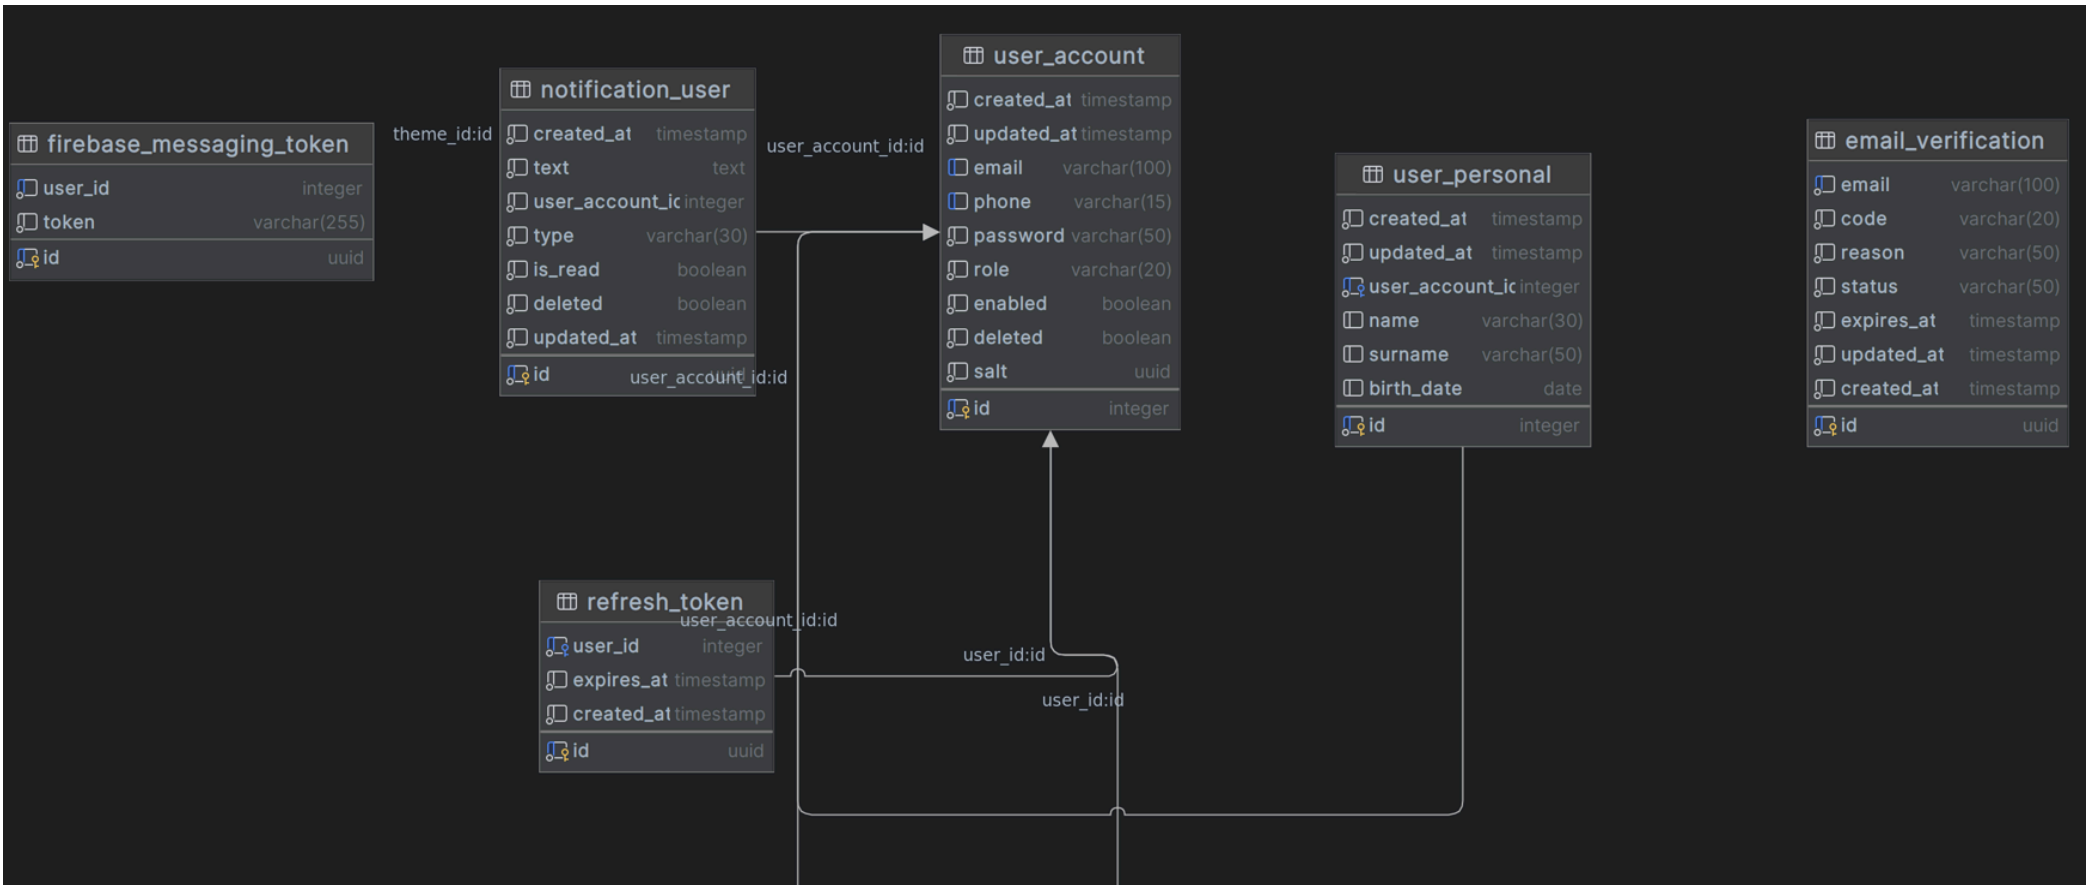 firebase_messaging_token
user_id integer
token varchar(255)
id uuid
theme_id:id
notification_user
created_at timestamp
text text
user_account_ic integer
type varchar(30)
is_read boolean
deleted boolean
updated_at timestamp
id uuid
user_account_id:id
user_account_id:id
user_account
created_at timestamp
updated_at timestamp
email varchar(100)
phone varchar(15)
password varchar(50)
role varchar(20)
enabled boolean
deleted boolean
salt uuid
id integer
user_personal
created_at timestamp
updated_at timestamp
user_account_ic integer
name varchar(30)
surname varchar(50)
birth_date date
id integer
email_verification
email varchar(100)
code varchar(20)
reason varchar(50)
status varchar(50)
expires_at timestamp
updated_at timestamp
created_at timestamp
id uuid
refresh_token
user_account_id:id
user_id integer
expires_at timestamp
created_at timestamp
id uuid
user_id:id
user_id:id